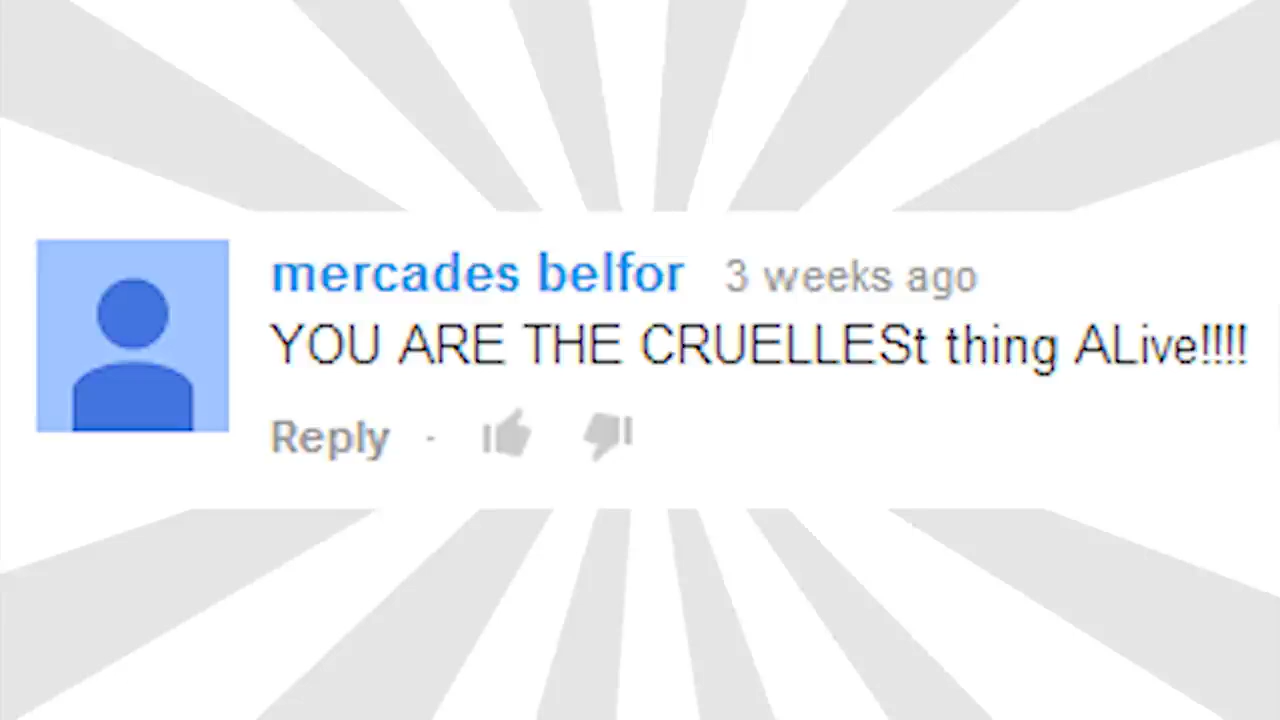 mercades belfor 3 weeks ago
YOU ARE THE CRUELLESt thing ALive!!!!
Reply ·